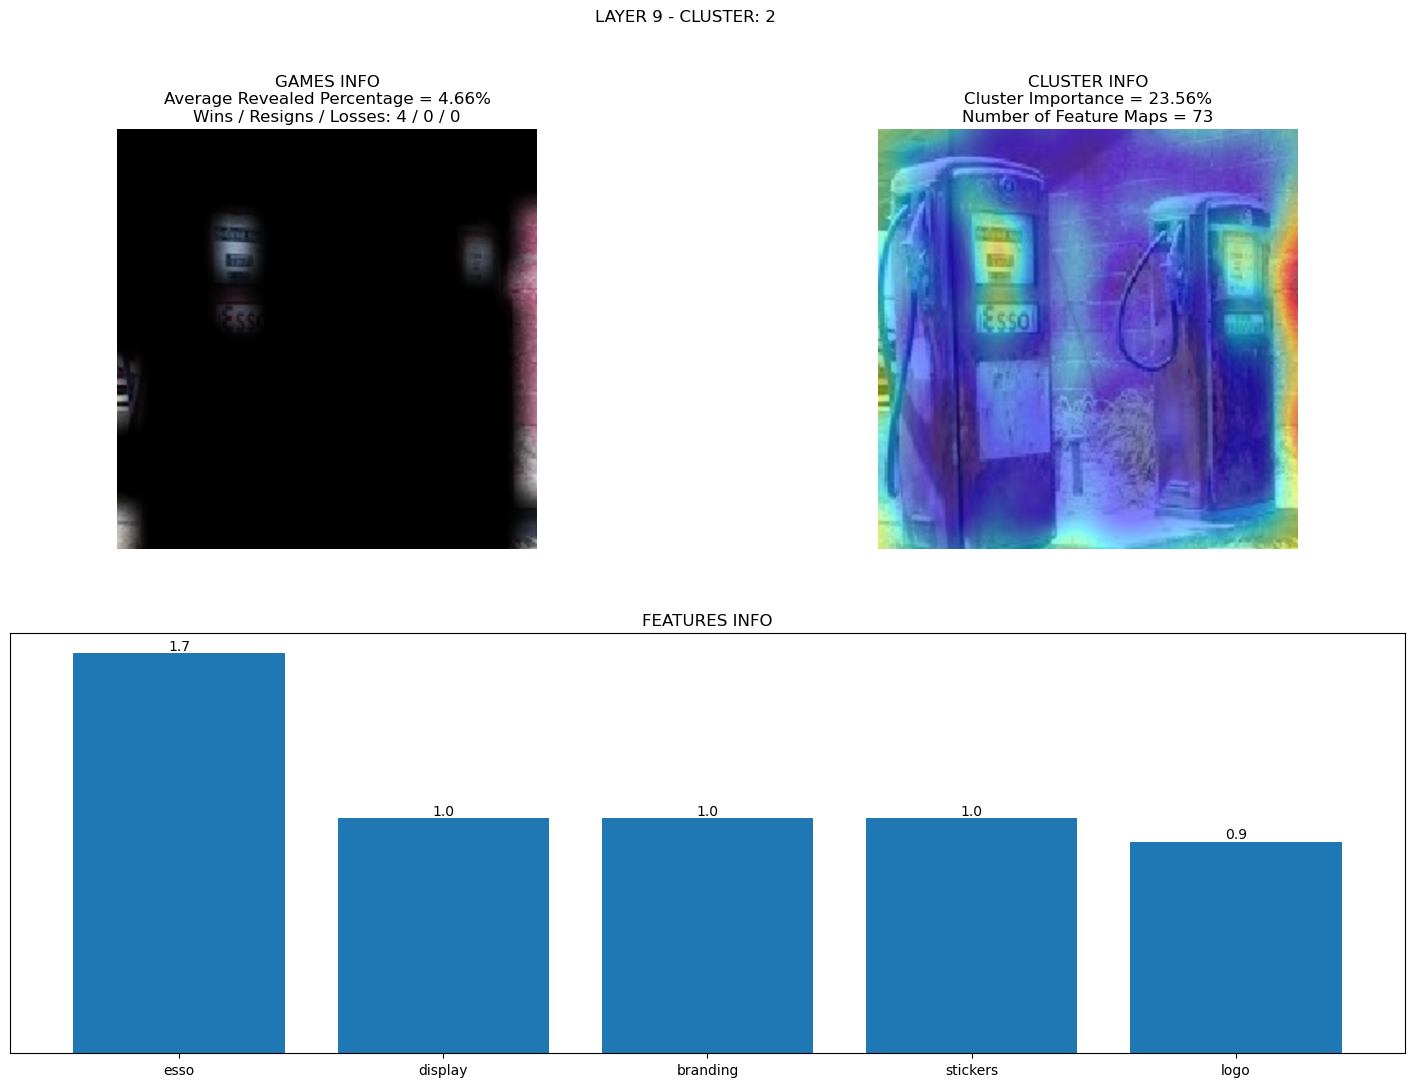 LAYER 9 - CLUSTER: 2
GAMES INFO
Average Revealed Percentage = 4.66%
Wins / Resigns / Losses: 4 / 0 / 0
CLUSTER INFO
Cluster Importance = 23.56%
Number of Feature Maps = 73
ESSO
ESSO
FEATURES INFO
1.7
1.0
1.0
1.0
0.9
esso
display
branding
stickers
logo